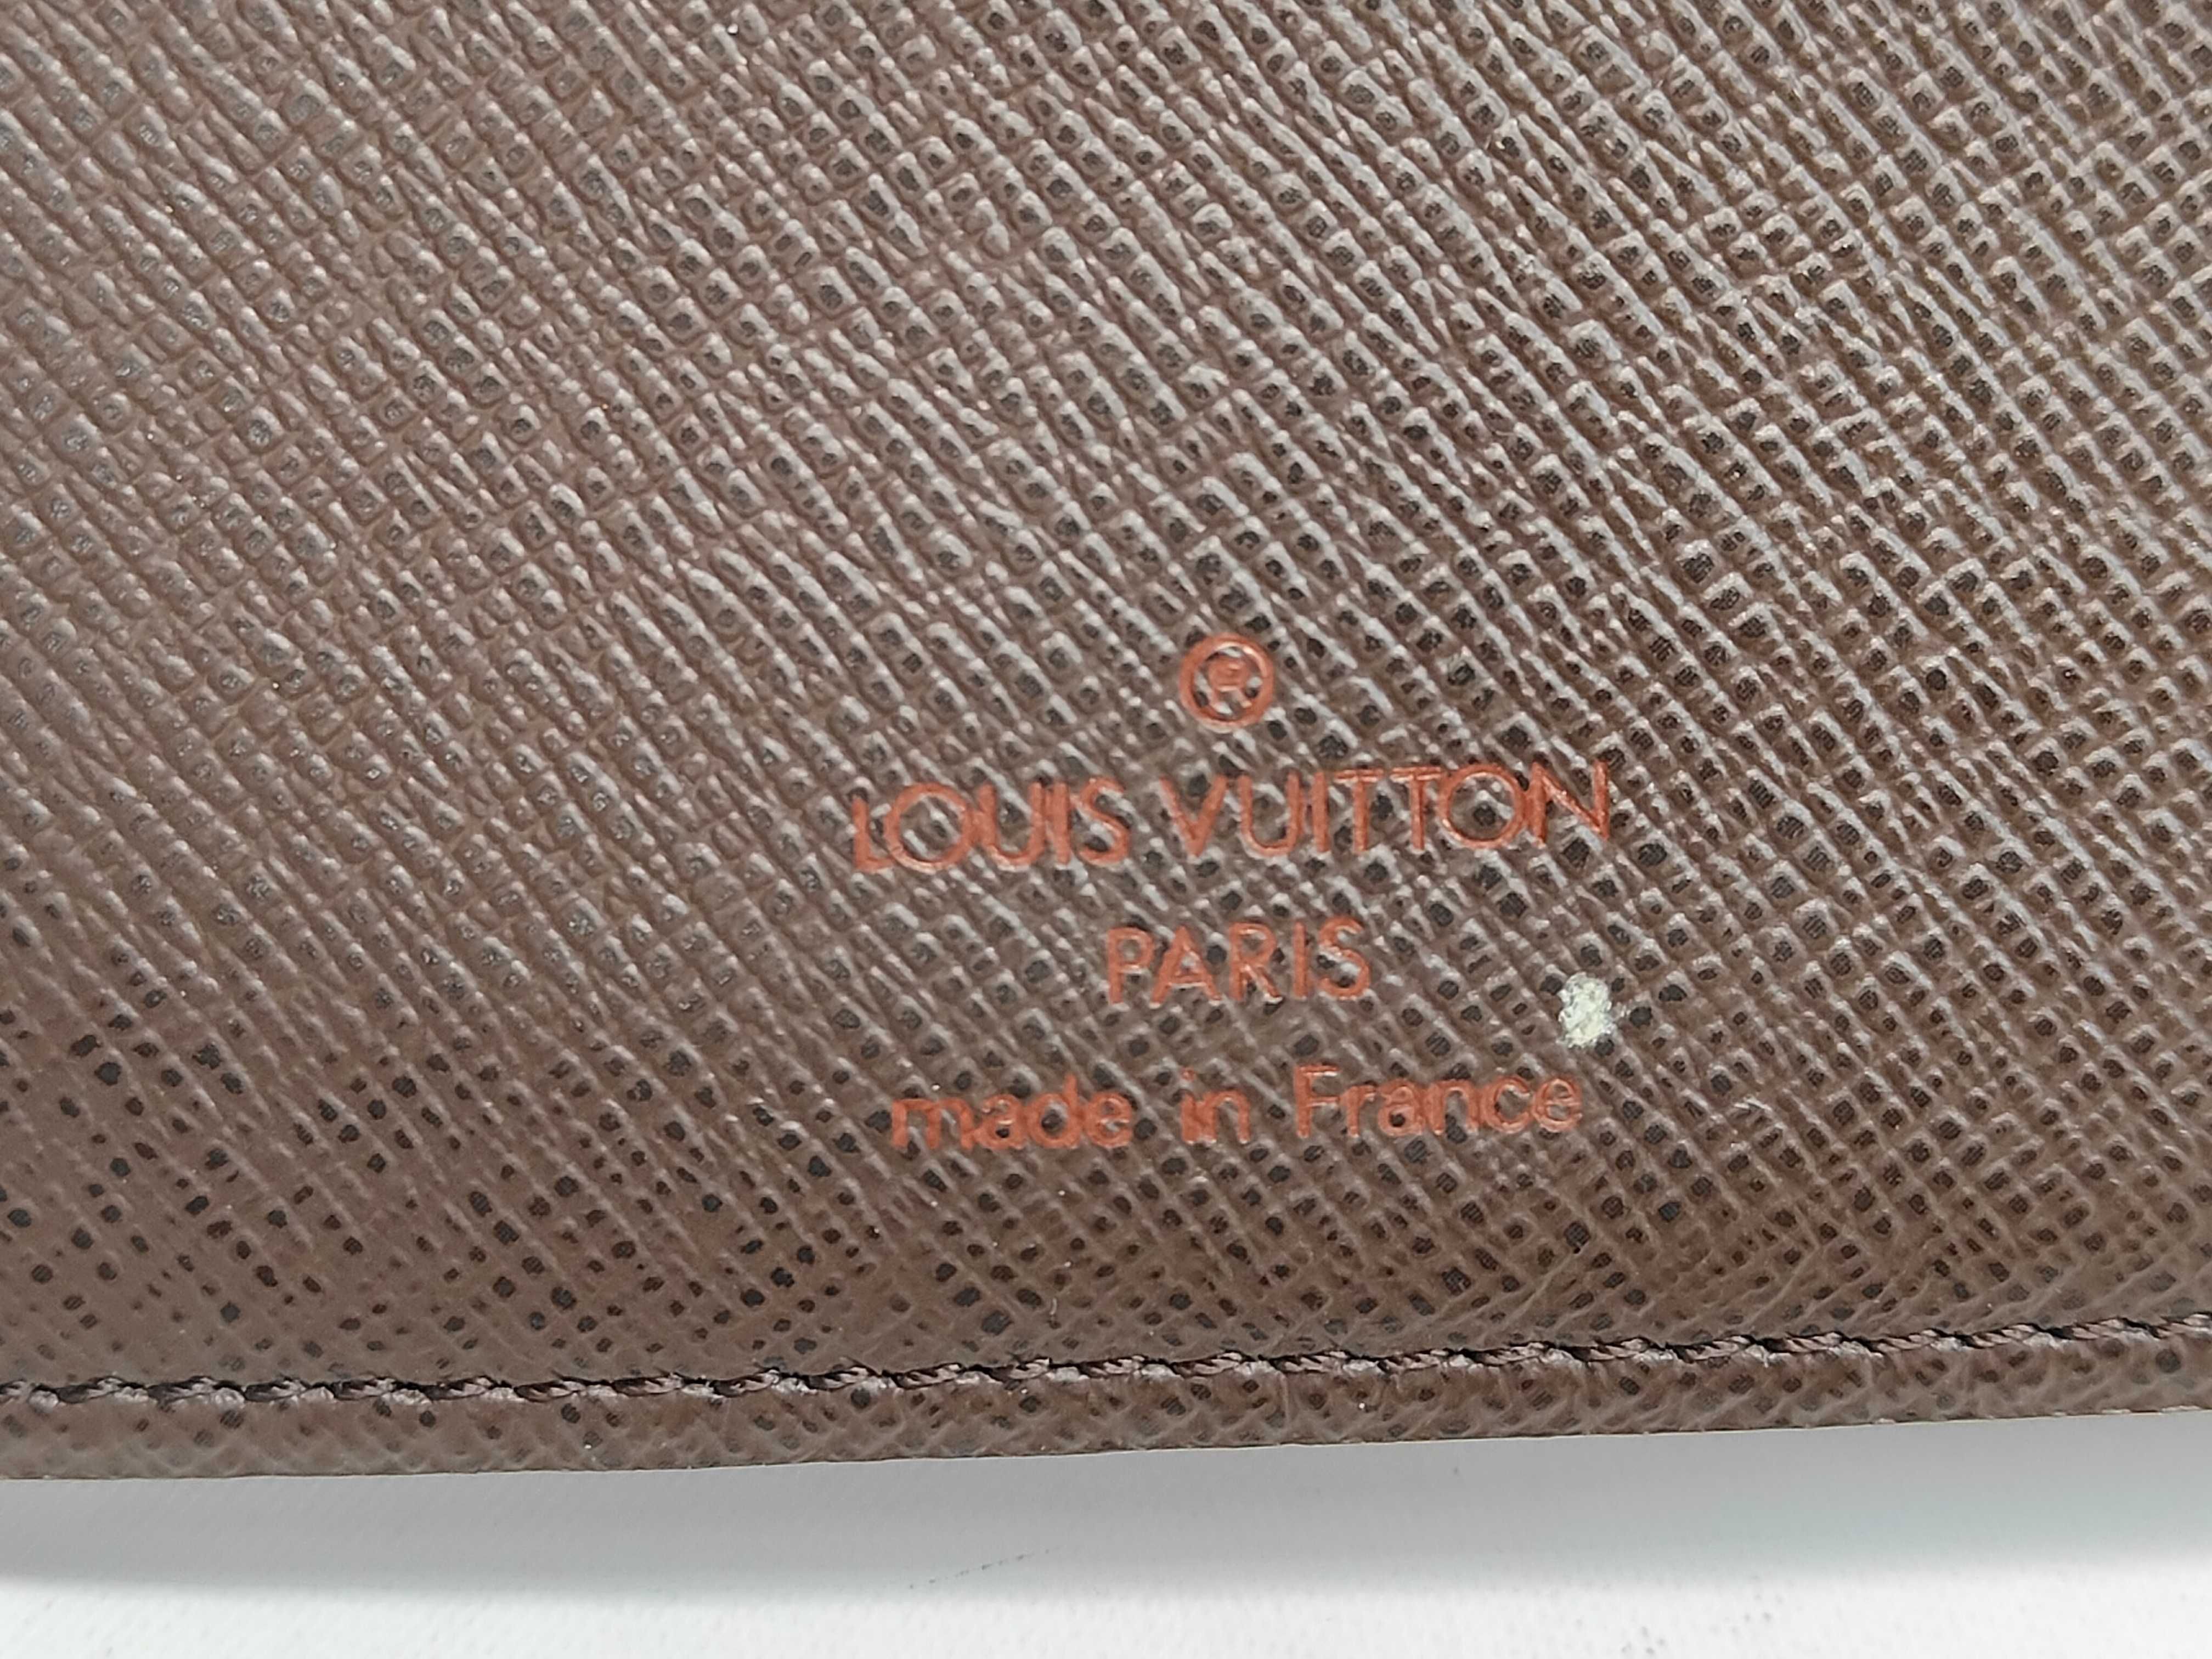 ®
LOUIS VUITTON
PARIS
made in France